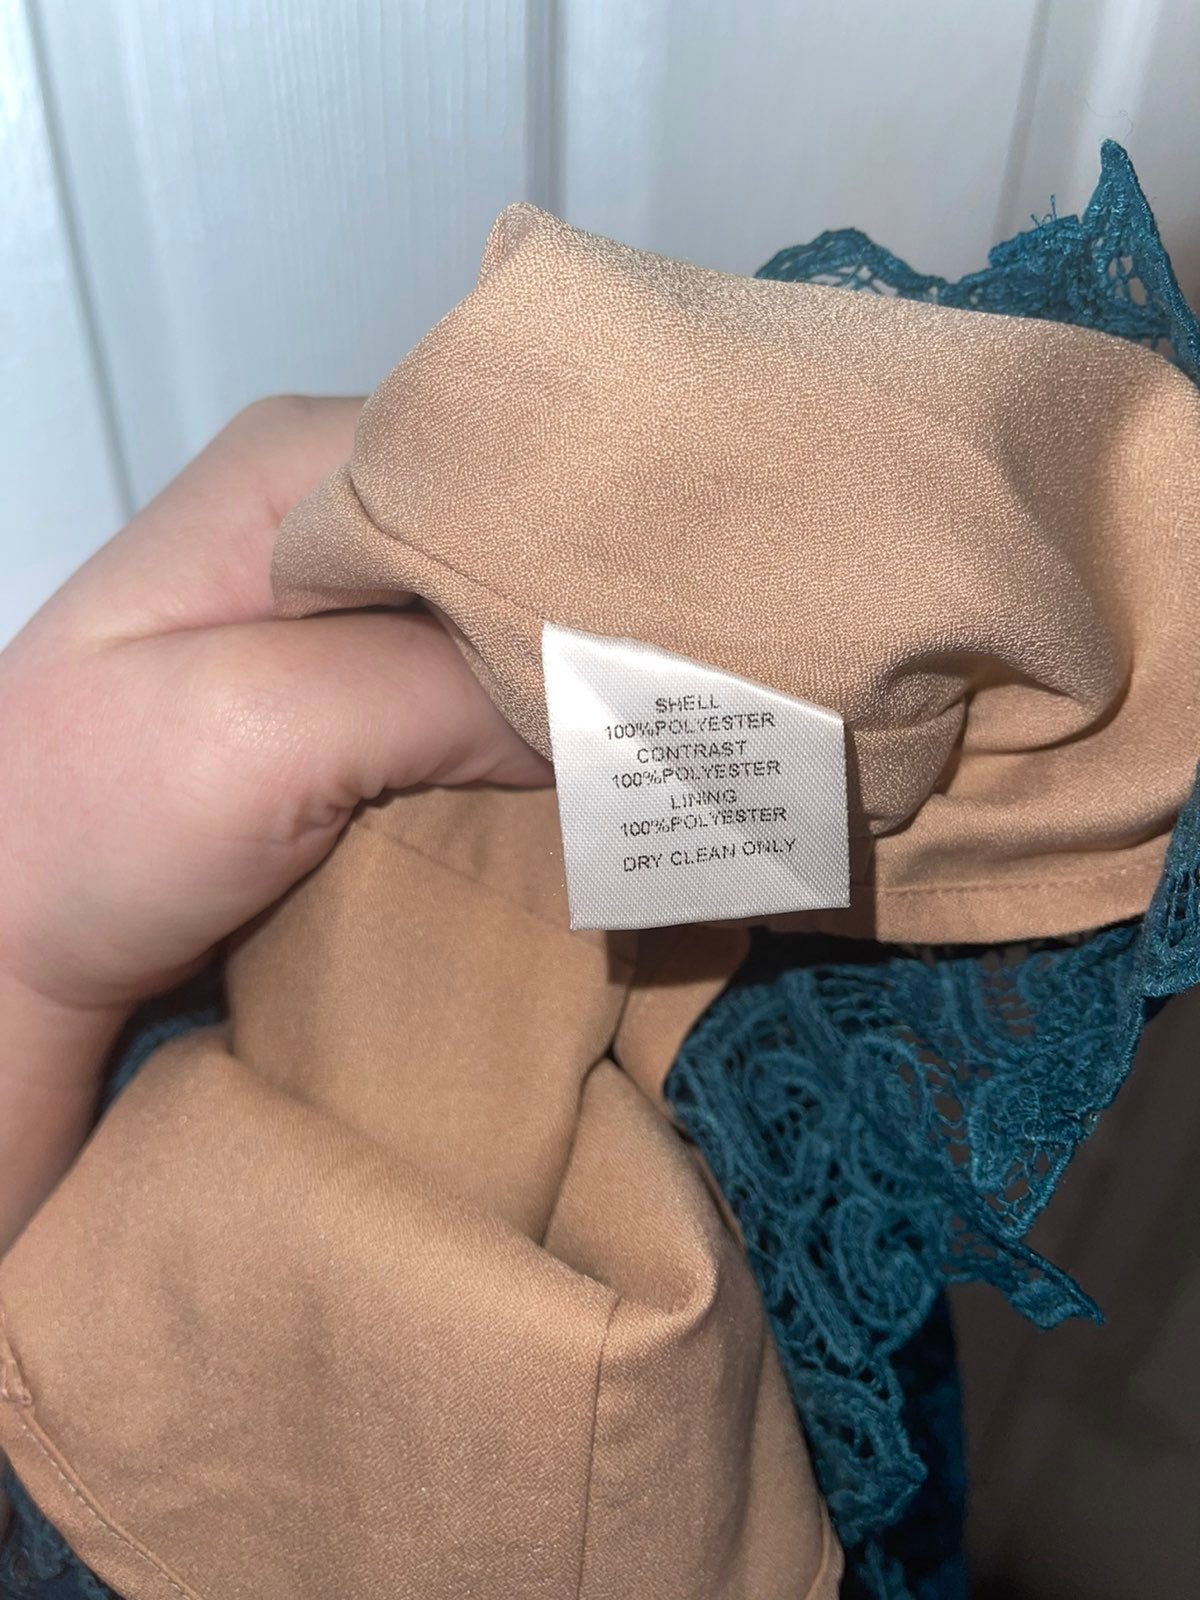 SHELL
100%POLYESTER
CONTRAST
100%POLYESTER
LINING
100%POLYESTER
DRY CLEAN ONLY